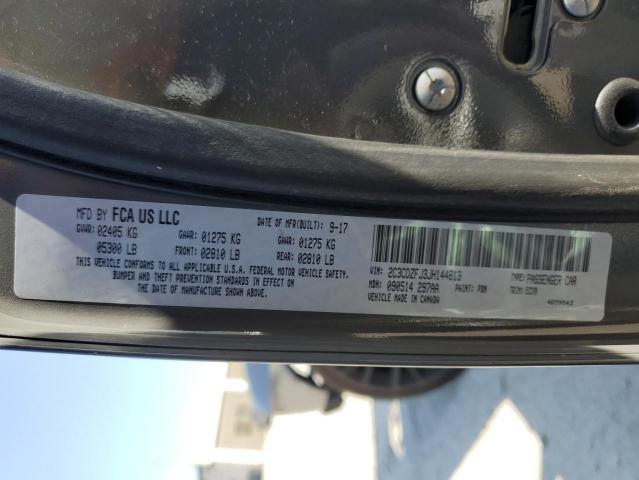 MFD BY FCA US LLC DATE OF MFR(BUILT): 9-17
GVWR: 02405 KG GAWR: 01275 KG GAWR: 01275 KG
05300 LB FRONT: 02810 LB REAR: 02810 LB
THIS VEHICLE CONFORMS TO ALL APPLICABLE U.S.A. FEDERAL MOTOR VEHICLE SAFETY,
BUMPER AND THEFT PREVENTION STANDARDS IN EFFECT ON
THE DATE OF MANUFACTURE SHOWN ABOVE.
VIN: 2C3CDZFJ3JH144813 TYPE: PASSENGER CAR
MDH: 090514 297AA PAINT: PDN TRIM: ECX9
MADE IN CANADA